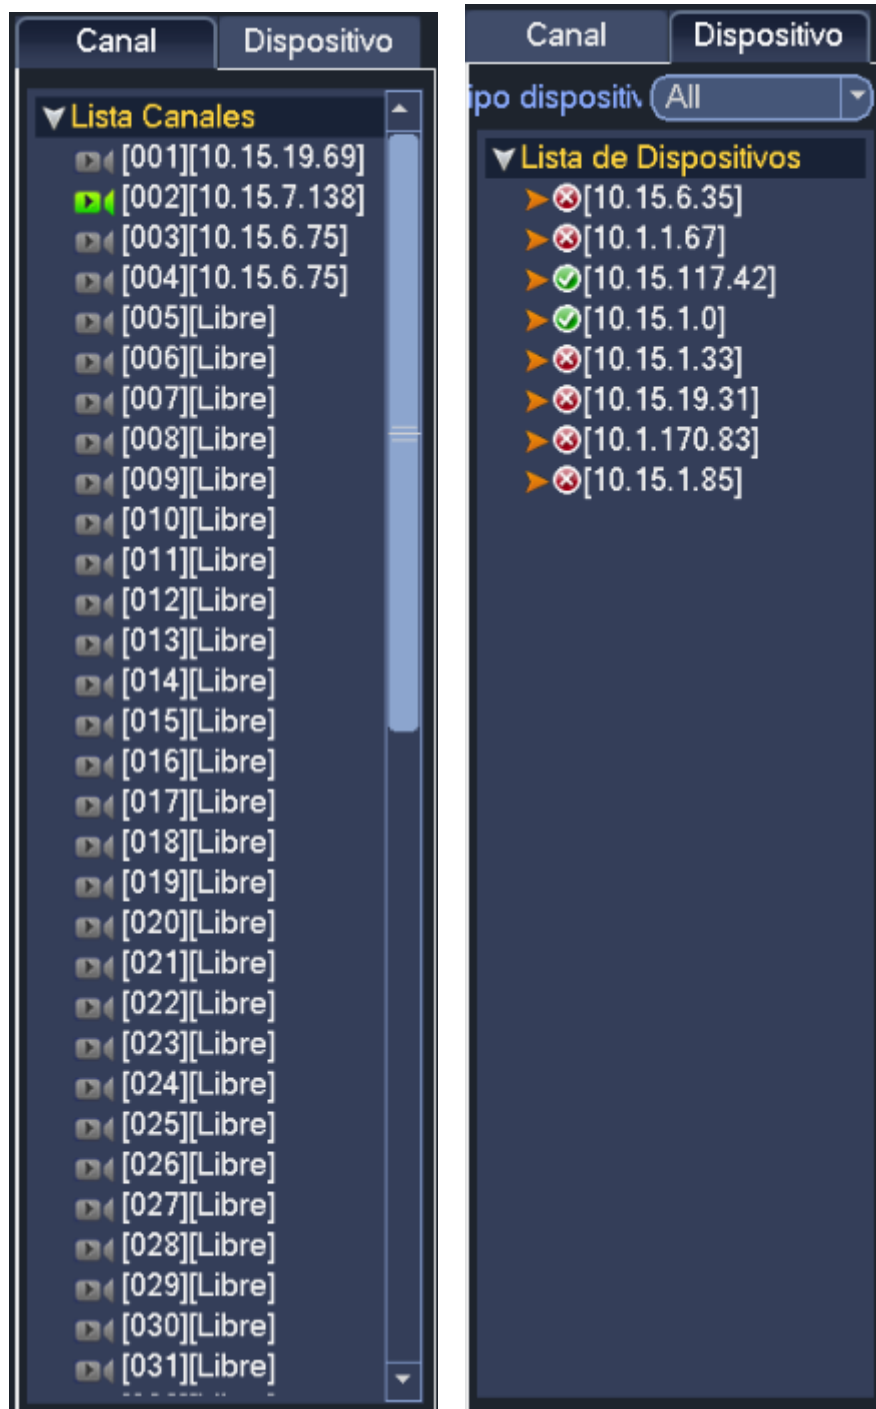 Canal Dispositivo
Lista Canales
[001][10.15.19.69]
[002][10.15.7.138]
[003][10.15.6.75]
[004][10.15.6.75]
[005][Libre]
[006][Libre]
[007][Libre]
[008][Libre]
[009][Libre]
[010][Libre]
[011][Libre]
[012][Libre]
[013][Libre]
[014][Libre]
[015][Libre]
[016][Libre]
[017][Libre]
[018][Libre]
[019][Libre]
[020][Libre]
[021][Libre]
[022][Libre]
[023][Libre]
[024][Libre]
[025][Libre]
[026][Libre]
[027][Libre]
[028][Libre]
[029][Libre]
[030][Libre]
[031][Libre]
Canal Dispositivo
ipo dispositiv All
Lista de Dispositivos
[10.15.6.35]
[10.1.1.67]
[10.15.117.42]
[10.15.1.0]
[10.15.1.33]
[10.15.19.31]
[10.1.170.83]
[10.15.1.85]